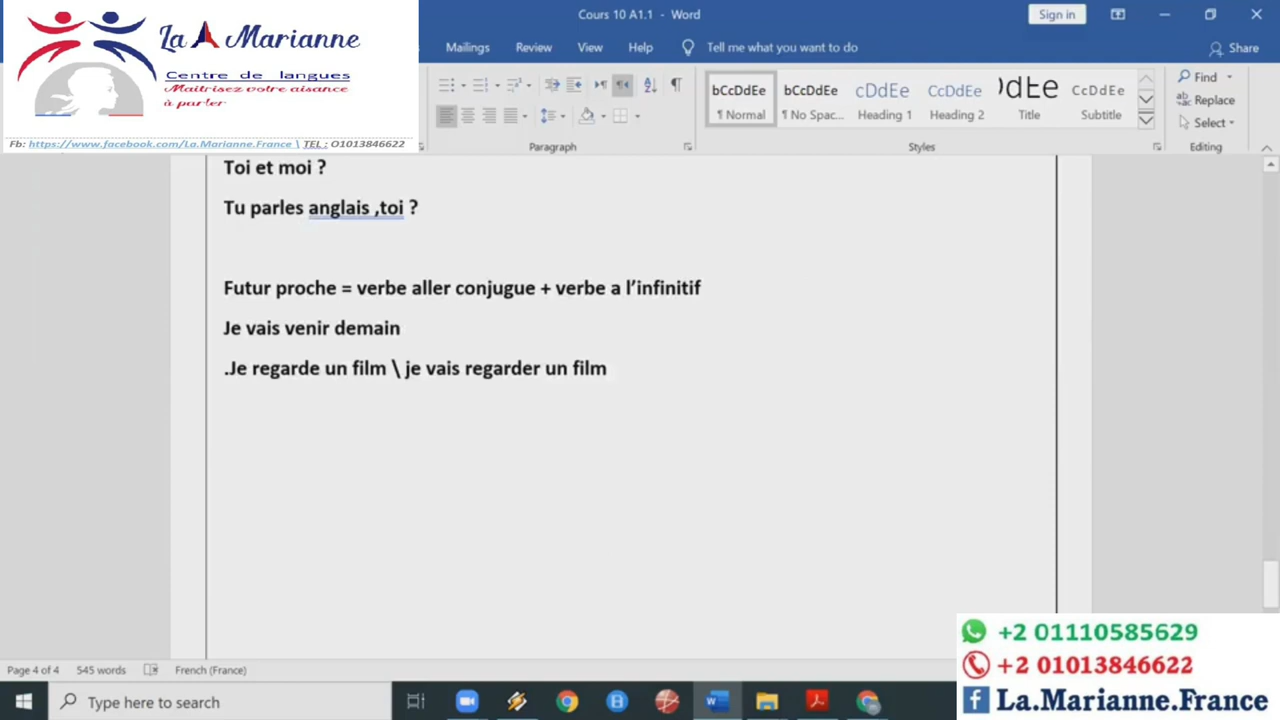 Cours 10 A1.1 - Word
Sign in
La Marianne
Centre de langues
Maitrisez votre aisance
à parler
Fb: https://www.facebook.com/La.Marianne.France \ TEL : 01013846622
Mailings Review View Help Tell me what you want to do Share
bCcDdEe bCcDdEe cDdEe CcDdEe )dEe CcDdEe
¶ Normal ¶ No Spac... Heading 1 Heading 2 Title Subtitle
Find
Replace
Select
Paragraph Styles Editing
Toi et moi ?
Tu parles anglais ,toi ?
Futur proche = verbe aller conjugue + verbe a l’infinitif
Je vais venir demain
.Je regarde un film \ je vais regarder un film
Page 4 of 4 545 words French (France)
Type here to search
+2 01110585629
+2 01013846622
La.Marianne.France